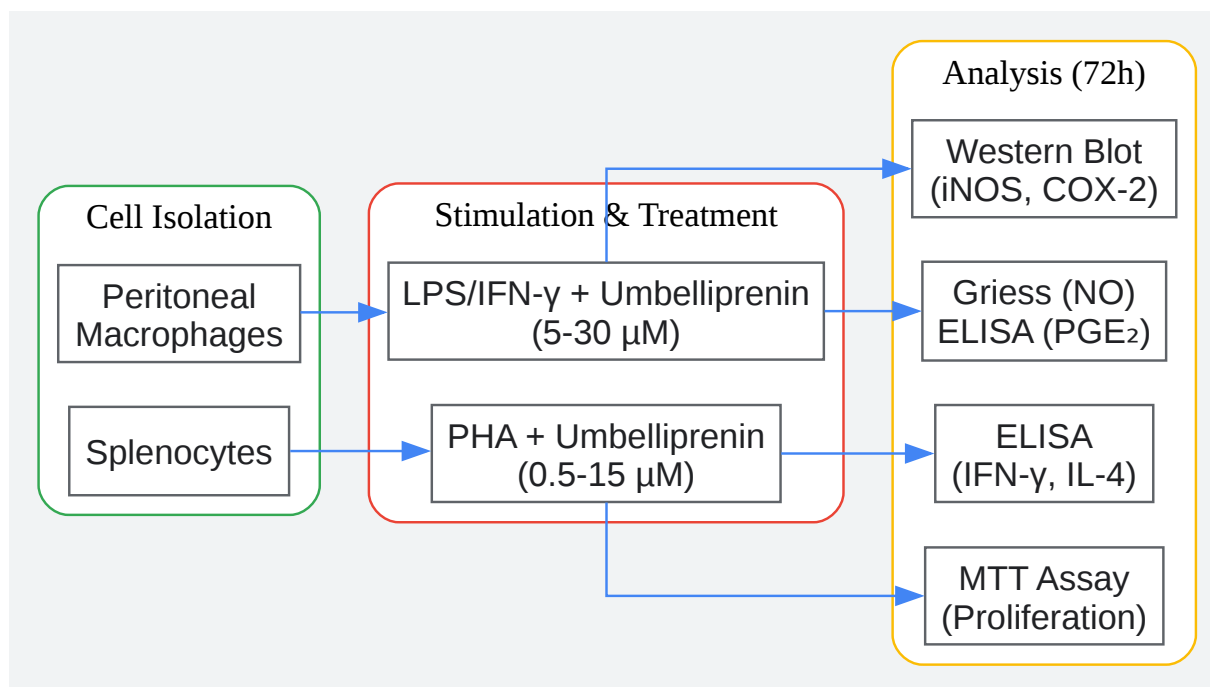 Cell Isolation
Peritoneal
Macrophages
Splenocytes
Stimulation & Treatment
LPS/IFN-γ + Umbelliprenin
(5-30 µM)
PHA + Umbelliprenin
(0.5-15 µM)
Analysis (72h)
Western Blot
(iNOS, COX-2)
Griess (NO)
ELISA (PGE₂)
ELISA
(IFN-γ, IL-4)
MTT Assay
(Proliferation)